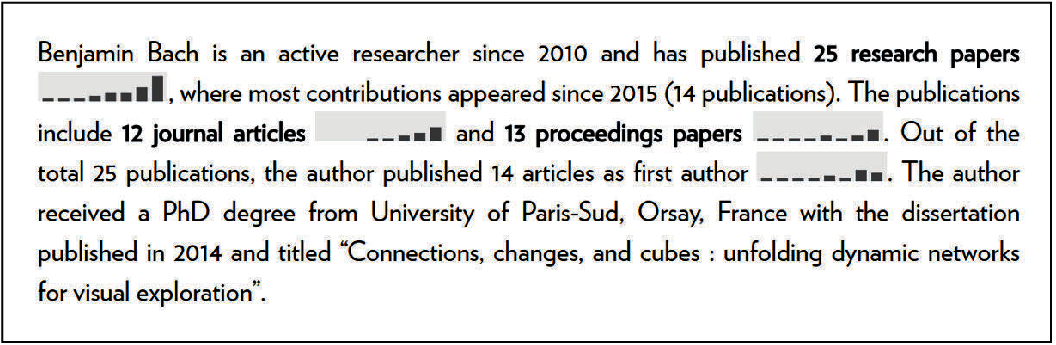 Benjamin Bach is an active researcher since 2010 and has published 25 research papers
, where most contributions appeared since 2015 (14 publications). The publications
include 12 journal articles and 13 proceedings papers . Out of the
total 25 publications, the author published 14 articles as first author . The author
received a PhD degree from University of Paris-Sud, Orsay, France with the dissertation
published in 2014 and titled “Connections, changes, and cubes : unfolding dynamic networks
for visual exploration”.